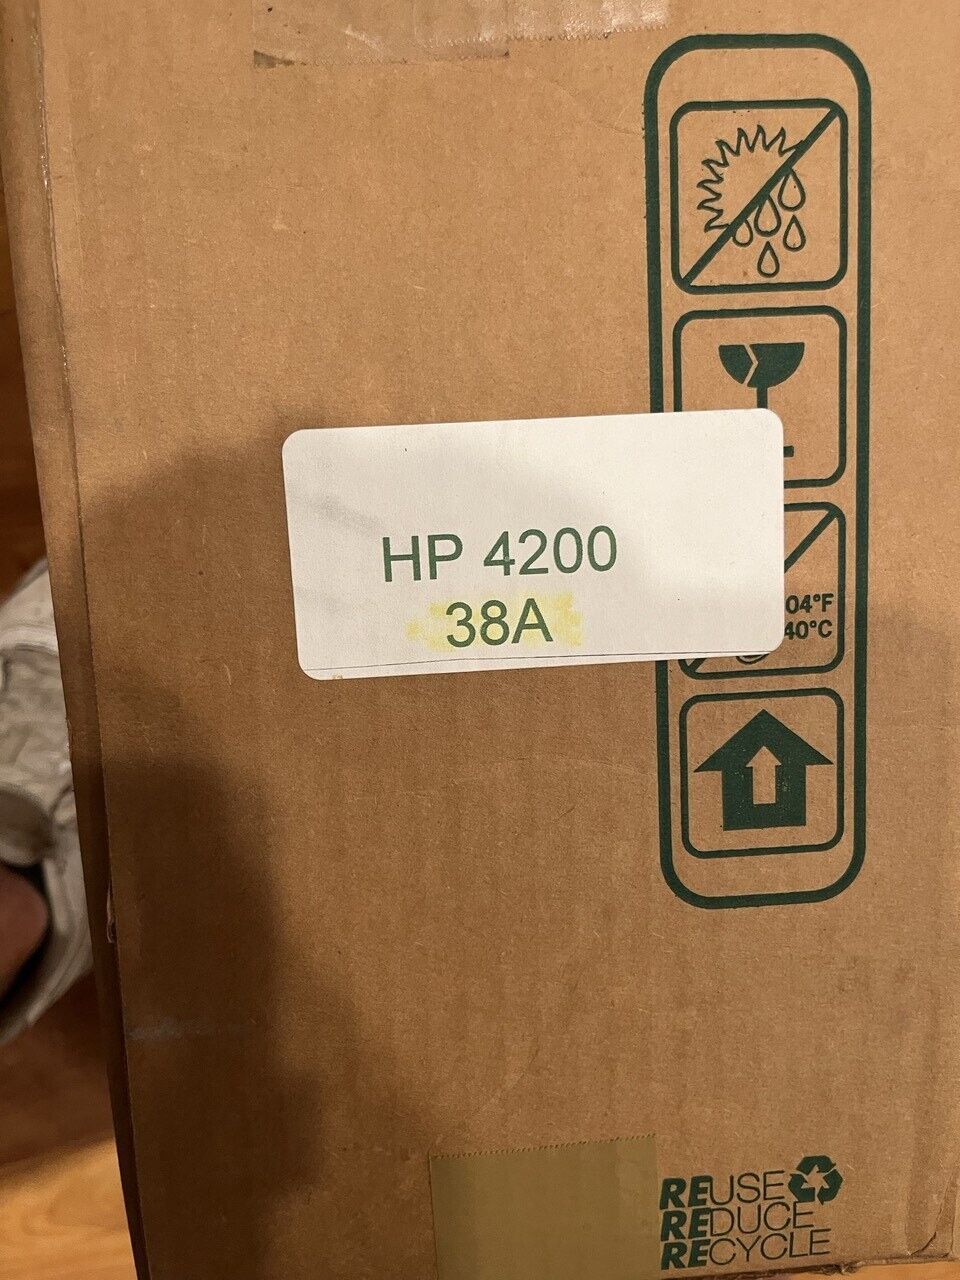 HP 4200
38A
04°F
40°C
REUSE
REDUCE
RECYCLE